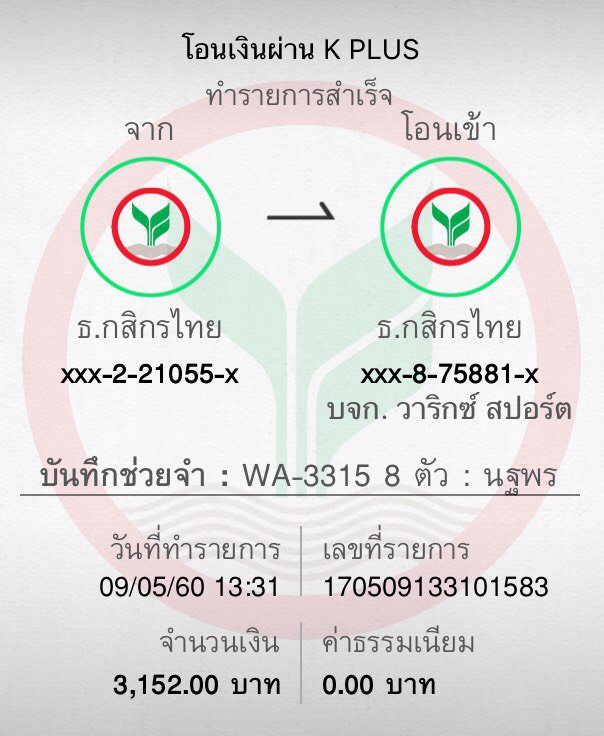 โอนเงินผ่าน K PLUS
ทำรายการสำเร็จ
จาก
โอนเข้า
ธ.กสิกรไทย
ธ.กสิกรไทย
xxx-2-21055-x
xxx-8-75881-x
บจก. วาริกซ์ สปอร์ต
บันทึกช่วยจำ : WA-3315 8 ตัว : นฐพร
วันที่ทำรายการ
เลขที่รายการ
09/05/60 13:31
170509133101583
จำนวนเงิน
ค่าธรรมเนียม
3,152.00 บาท
0.00 บาท